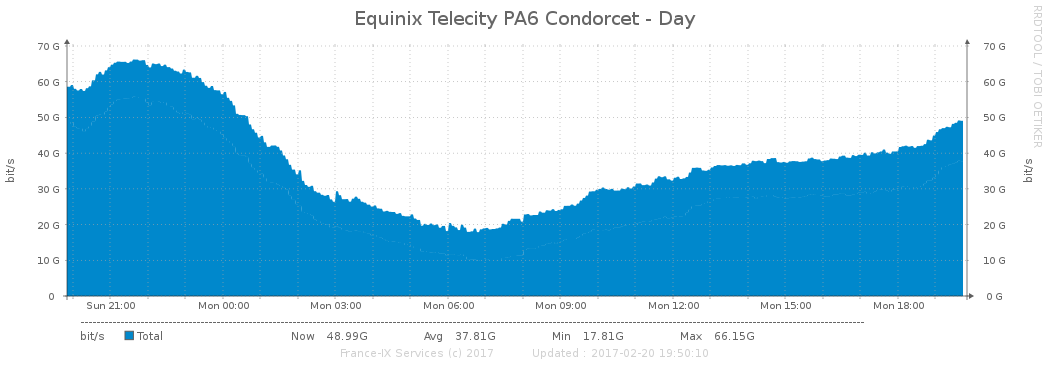 Equinix Telecity PA6 Condorcet - Day
RRDTOOL / TOBI OETIKER
70 G 70 G
60 G 60 G
50 G 50 G
40 G 40 G
30 G 30 G
20 G 20 G
10 G 10 G
0 0 G
bit/s
bit/s
Sun 21:00 Mon 00:00 Mon 03:00 Mon 06:00 Mon 09:00 Mon 12:00 Mon 15:00 Mon 18:00
bit/s Total Now 48.99G Avg 37.81G Min 17.81G Max 66.15G
France-IX Services (c) 2017 Updated : 2017-02-20 19:50:10